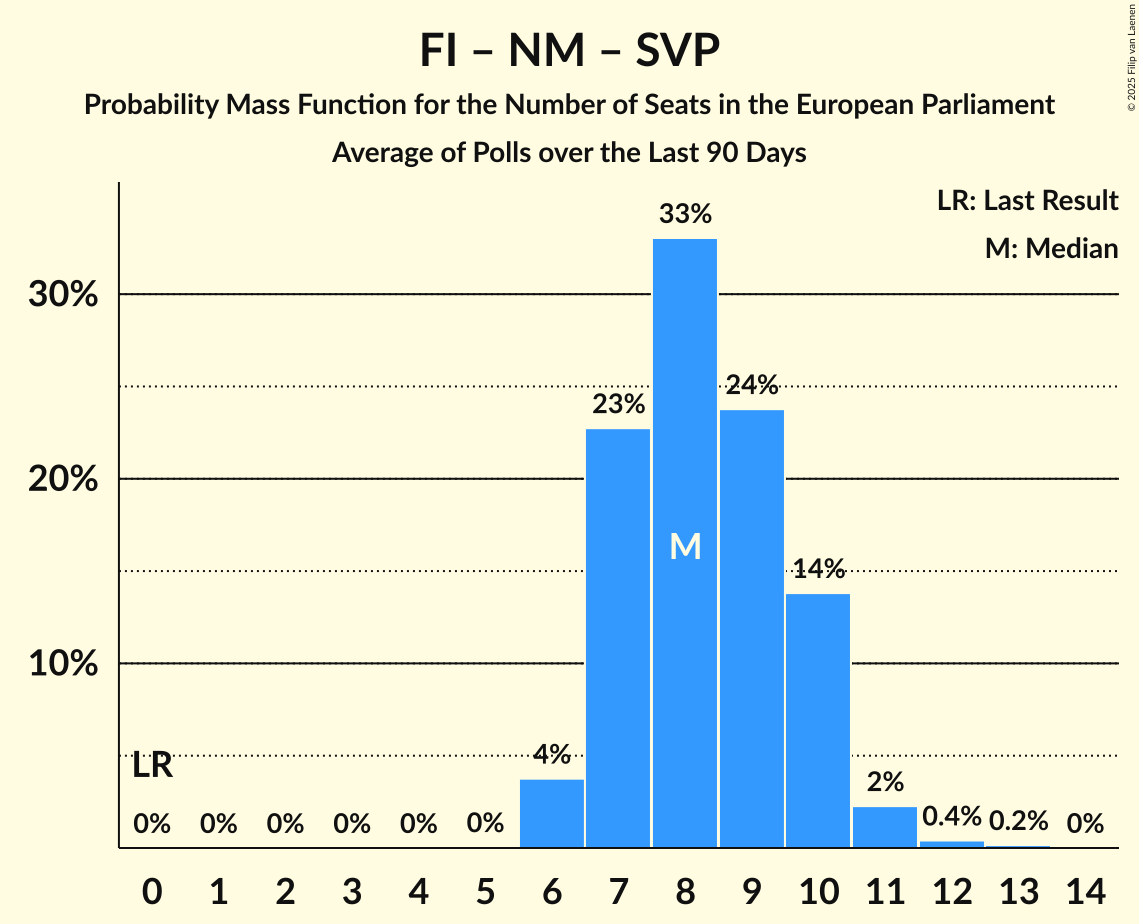 FI – NM – SVP
Probability Mass Function for the Number of Seats in the European Parliament
Average of Polls over the Last 90 Days
© 2025 Filip van Laenen
LR: Last Result
M: Median
33%
30%
24%
23%
20%
M
14%
10%
LR
4%
2%
0% 0% 0% 0% 0% 0% 0.4% 0.2% 0%
0 1 2 3 4 5 6 7 8 9 10 11 12 13 14